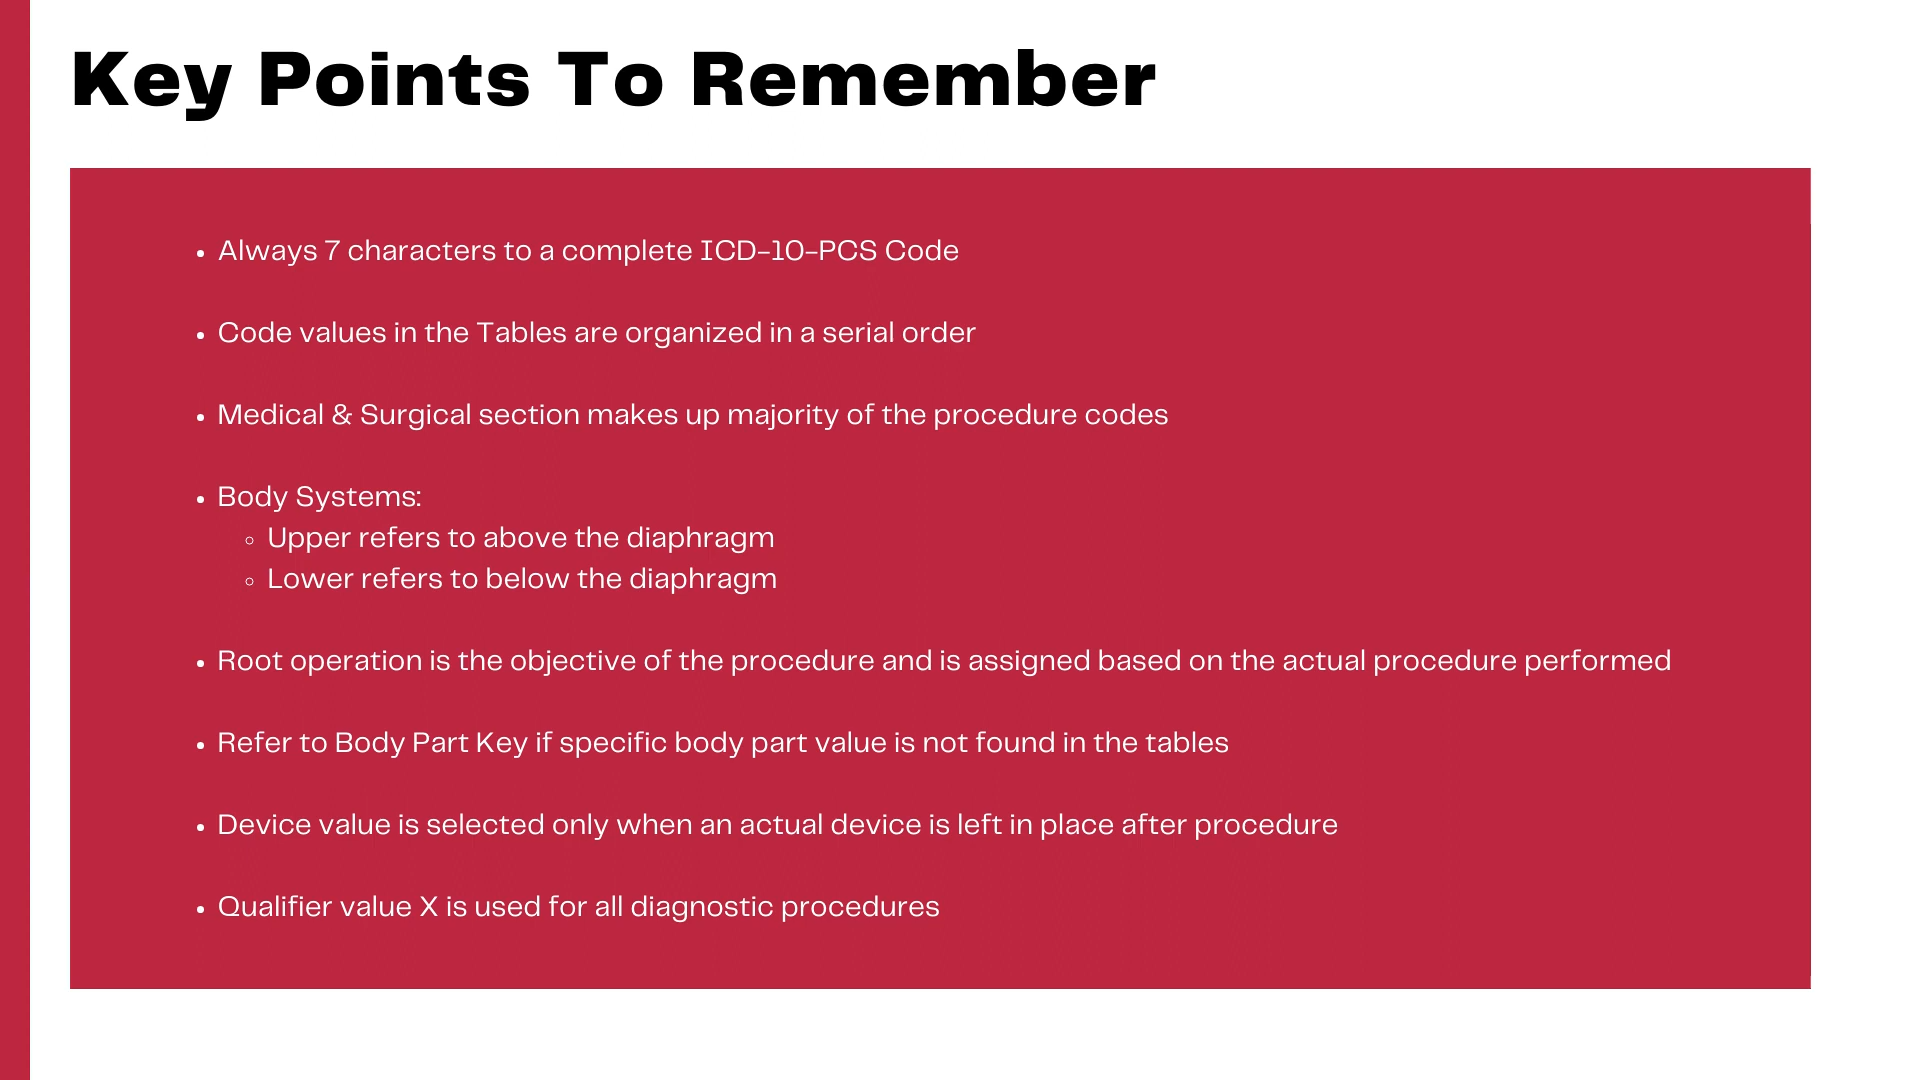 Key Points To Remember
• Always 7 characters to a complete ICD-10-PCS Code
• Code values in the Tables are organized in a serial order
• Medical & Surgical section makes up majority of the procedure codes
• Body Systems:
◦ Upper refers to above the diaphragm
◦ Lower refers to below the diaphragm
• Root operation is the objective of the procedure and is assigned based on the actual procedure performed
• Refer to Body Part Key if specific body part value is not found in the tables
• Device value is selected only when an actual device is left in place after procedure
• Qualifier value X is used for all diagnostic procedures